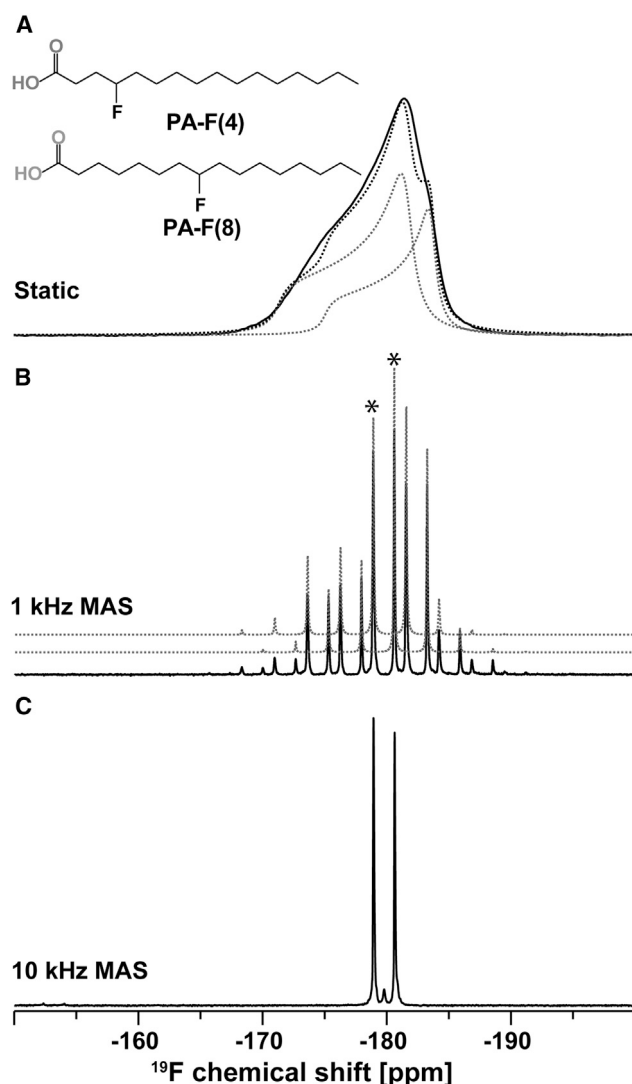 A
O
HO
F
PA-F(4)
O
HO
F
PA-F(8)
Static
B
*
*
1 kHz MAS
C
10 kHz MAS
-160 -170 -180 -190
¹⁹F chemical shift [ppm]